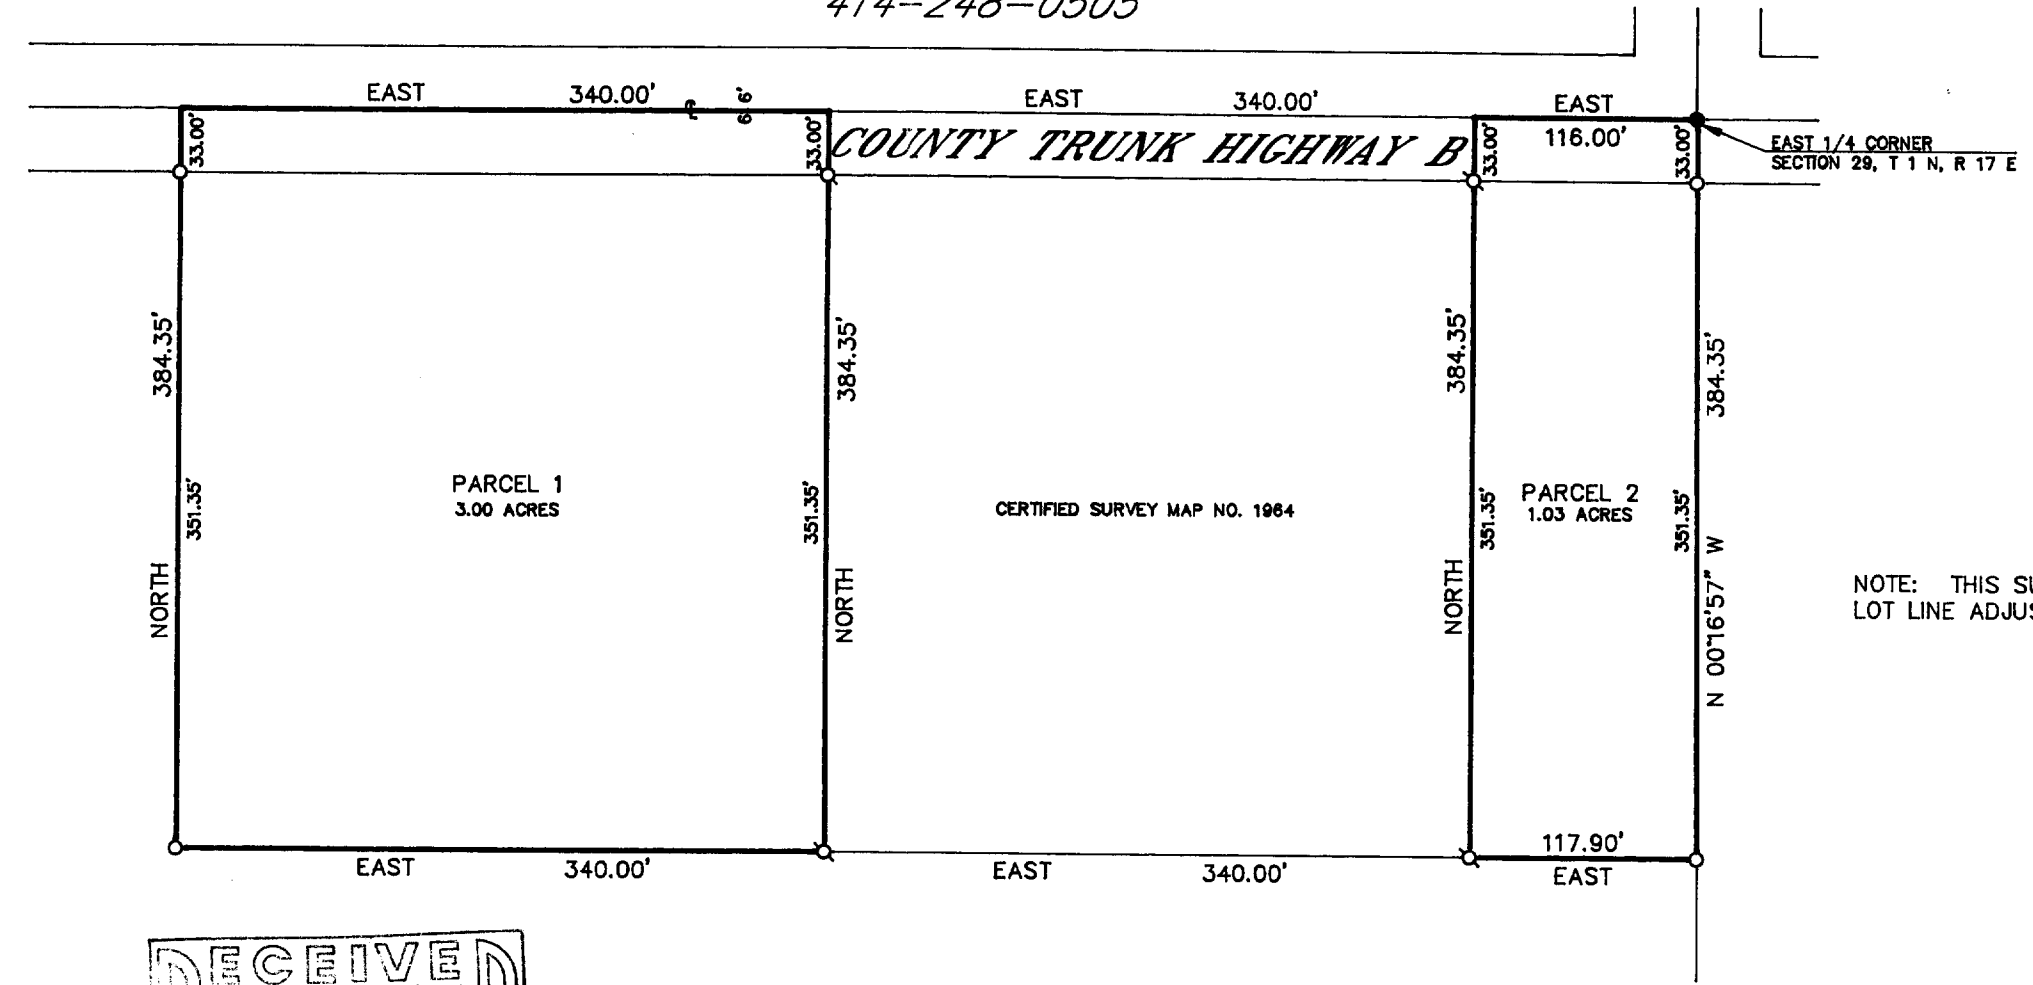 414-248-0505
EAST 340.00' 66'
EAST 340.00'
EAST
116.00'
33.00'
33.00'
COUNTY TRUNK HIGHWAY B
33.00'
33.00'
EAST 1/4 CORNER
SECTION 29, T 1 N, R 17 E
384.35'
384.35'
384.35'
384.35'
PARCEL 1
3.00 ACRES
351.35'
351.35'
CERTIFIED SURVEY MAP NO. 1964
351.35'
PARCEL 2
1.03 ACRES
351.35'
NORTH
NORTH
NORTH
N 00°16'57" W
NOTE: THIS
LOT LINE
117.90'
EAST
EAST 340.00'
EAST 340.00'
RECEIVED